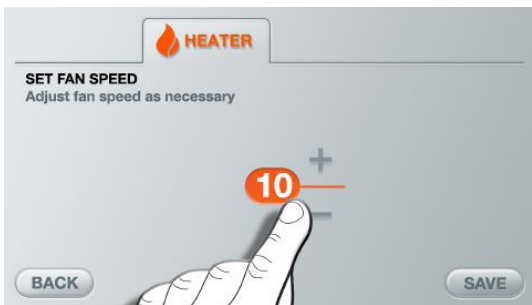 HEATER
SET FAN SPEED
Adjust fan speed as necessary
+
10
−
BACK
SAVE